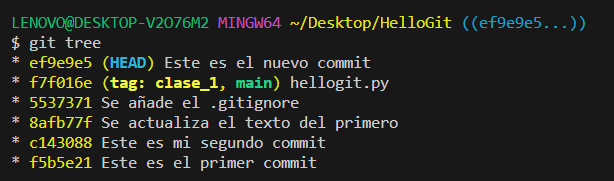 LENOVO@DESKTOP-V2O76M2 MINGW64 ~/Desktop/HelloGit ((ef9e9e5...))
$ git tree
* ef9e9e5 (HEAD) Este es el nuevo commit
* f7f016e (tag: clase_1, main) hellogit.py
* 5537371 Se añade el .gitignore
* 8afb77f Se actualiza el texto del primero
* c143088 Este es mi segundo commit
* f5b5e21 Este es el primer commit